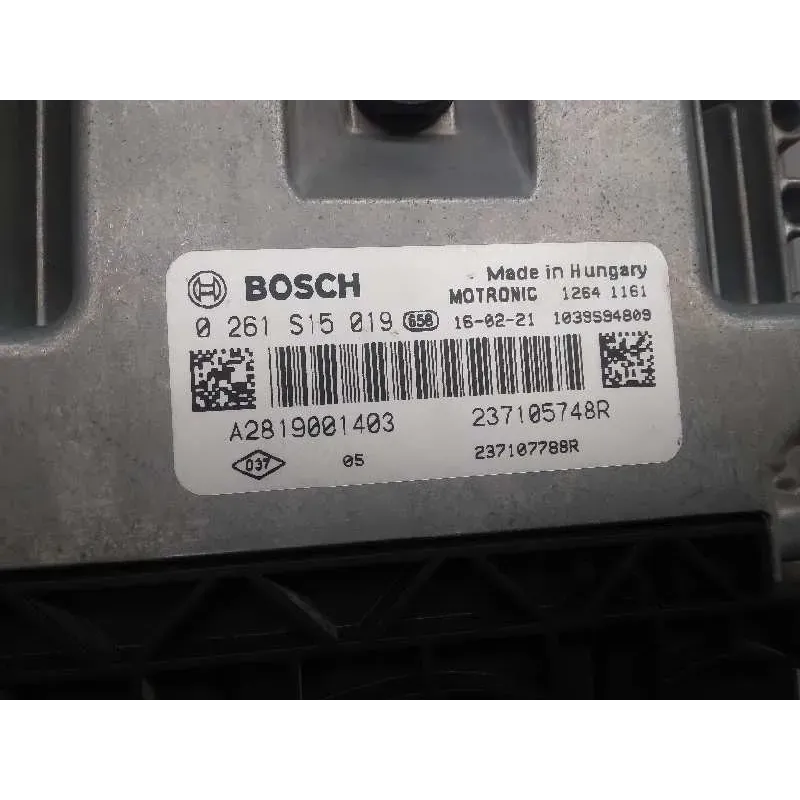 BOSCH Made in Hungary
MOTRONIC 1264 1161
0 261 S15 019 658 16-02-21 1039S94809
A2819001403 237105748R
037 05 237107788R